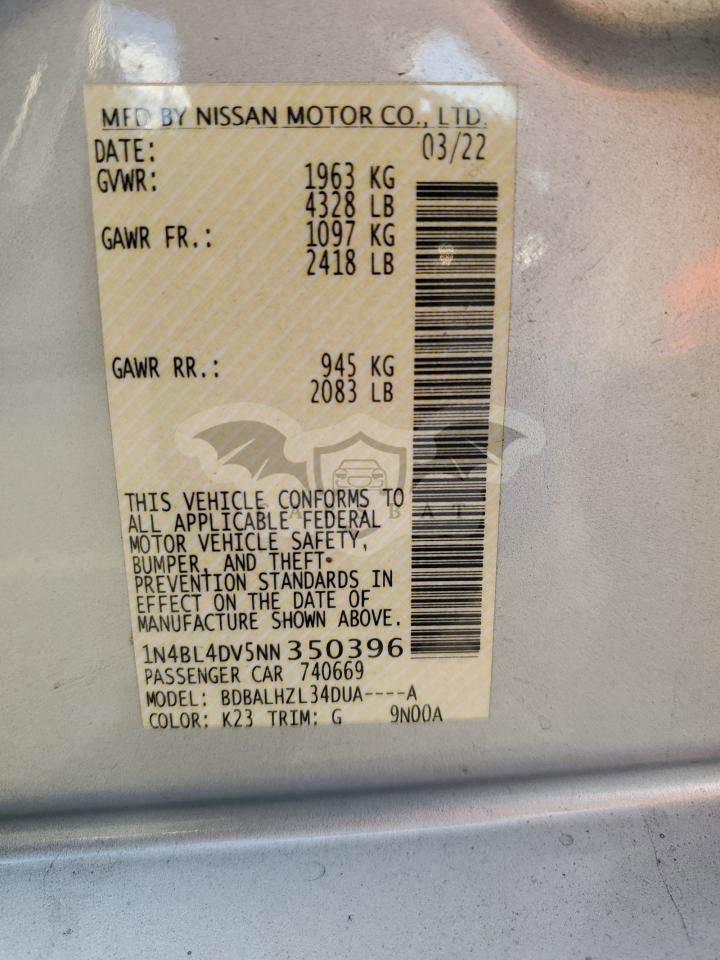 MFD BY NISSAN MOTOR CO., LTD.
DATE: 03/22
GVWR: 1963 KG
4328 LB
GAWR FR.: 1097 KG
2418 LB
GAWR RR.: 945 KG
2083 LB
THIS VEHICLE CONFORMS TO
ALL APPLICABLE FEDERAL
MOTOR VEHICLE SAFETY,
BUMPER, AND THEFT
PREVENTION STANDARDS IN
EFFECT ON THE DATE OF
MANUFACTURE SHOWN ABOVE.
1N4BL4DV5NN350396
PASSENGER CAR 740669
MODEL: BDBALHZL34DUA----A
COLOR: K23 TRIM: G 9N00A